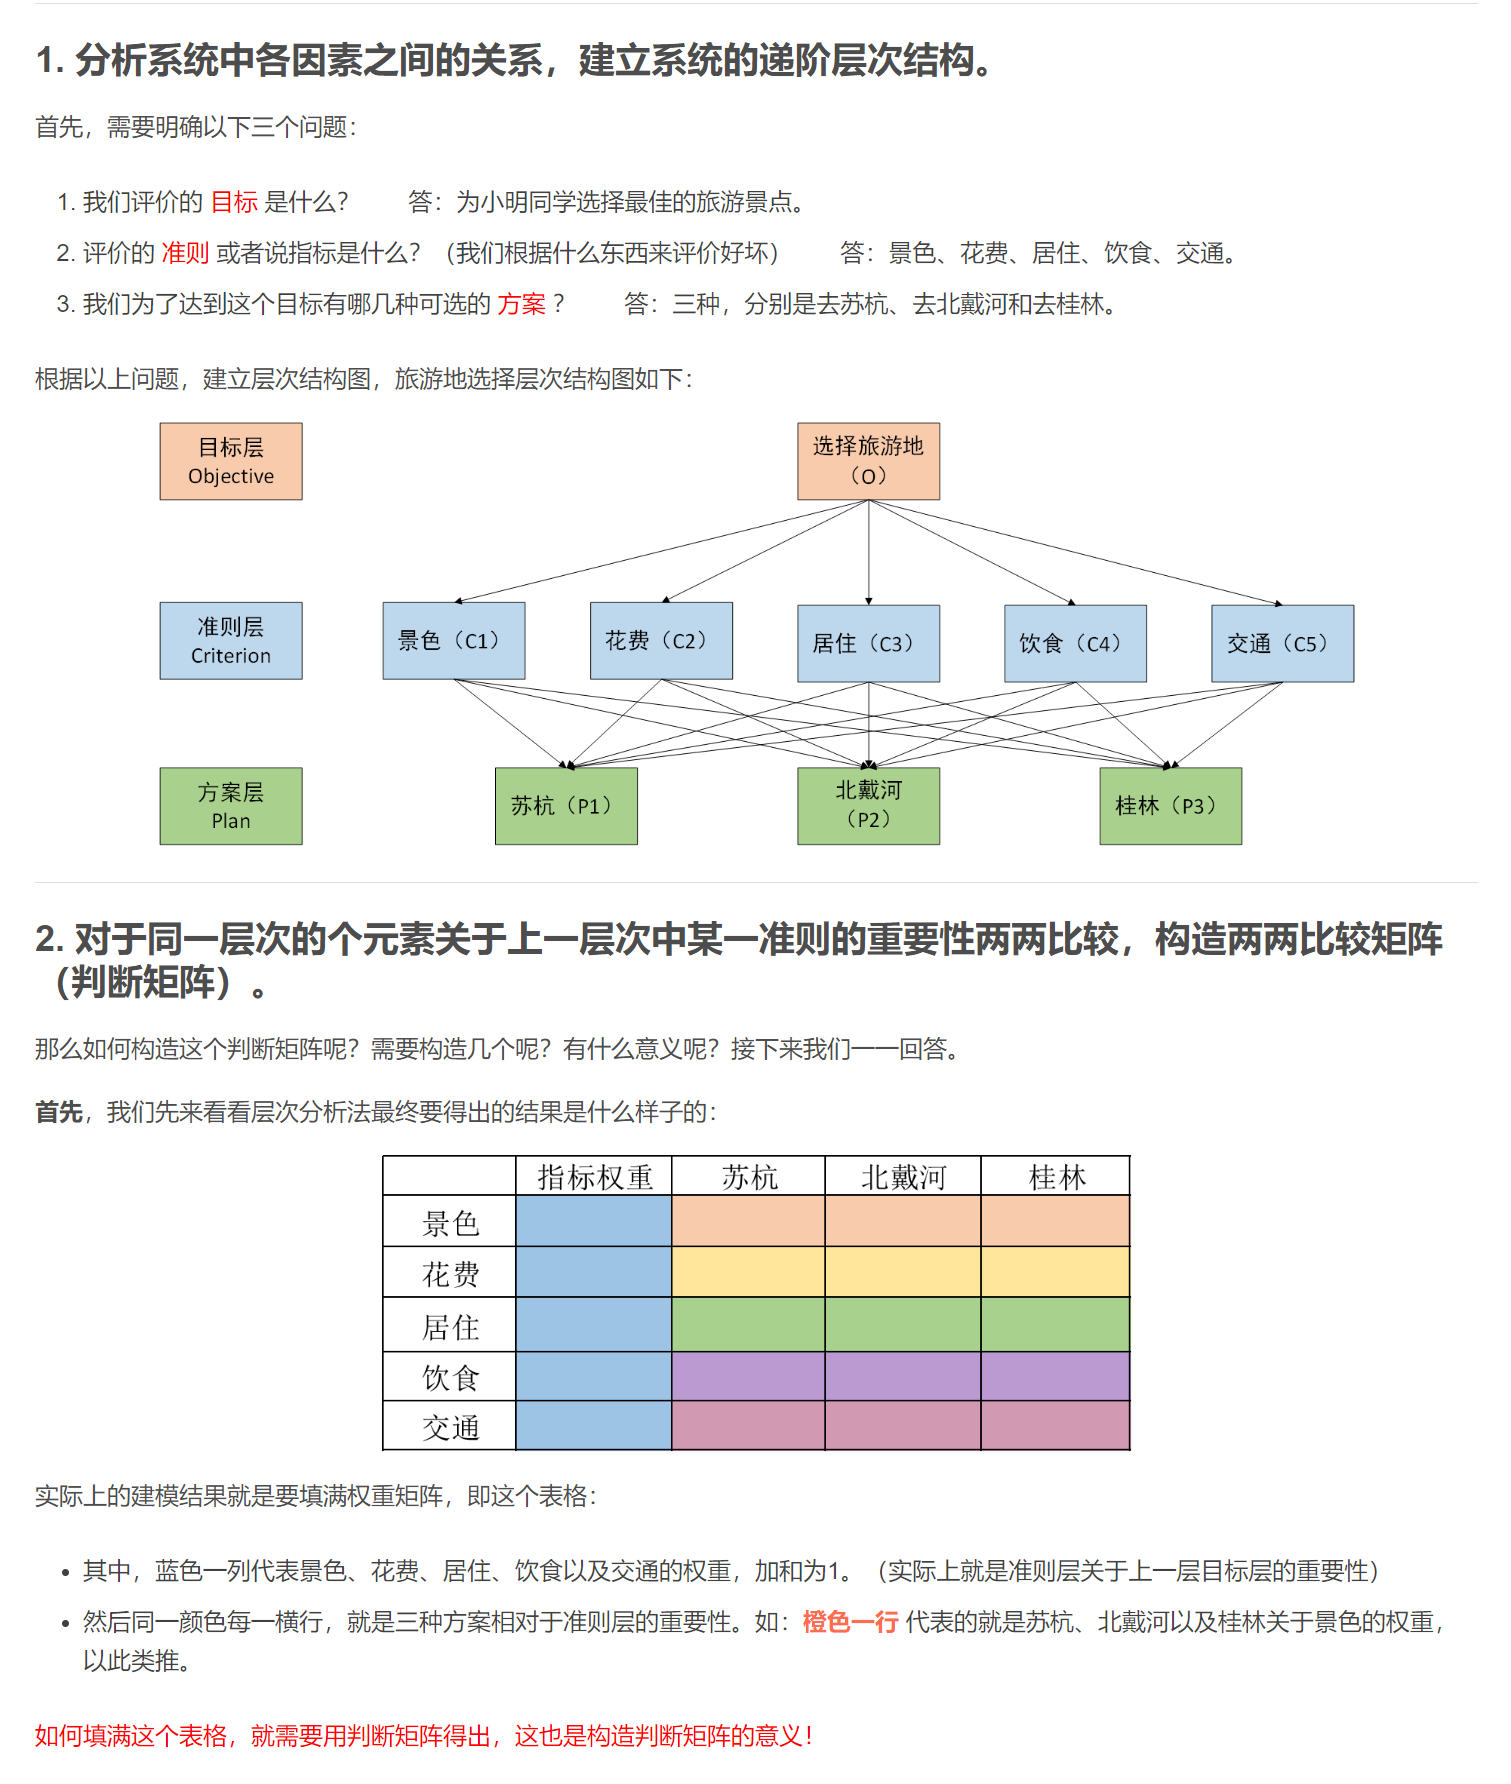 1. 分析系统中各因素之间的关系，建立系统的递阶层次结构。
首先，需要明确以下三个问题：
1. 我们评价的 目标 是什么？　　答：为小明同学选择最佳的旅游景点。
2. 评价的 准则 或者说指标是什么？（我们根据什么东西来评价好坏）　　答：景色、花费、居住、饮食、交通。
3. 我们为了达到这个目标有哪几种可选的 方案 ？　　答：三种，分别是去苏杭、去北戴河和去桂林。
根据以上问题，建立层次结构图，旅游地选择层次结构图如下：
目标层
Objective
选择旅游地
（O）
准则层
Criterion
景色（C1）
花费（C2）
居住（C3）
饮食（C4）
交通（C5）
方案层
Plan
苏杭（P1）
北戴河
（P2）
桂林（P3）
2. 对于同一层次的个元素关于上一层次中某一准则的重要性两两比较，构造两两比较矩阵
（判断矩阵）。
那么如何构造这个判断矩阵呢？需要构造几个呢？有什么意义呢？接下来我们一一回答。
首先，我们先来看看层次分析法最终要得出的结果是什么样子的：
指标权重 苏杭 北戴河 桂林
景色
花费
居住
饮食
交通
实际上的建模结果就是要填满权重矩阵，即这个表格：
• 其中，蓝色一列代表景色、花费、居住、饮食以及交通的权重，加和为1。（实际上就是准则层关于上一层目标层的重要性）
• 然后同一颜色每一横行，就是三种方案相对于准则层的重要性。如：橙色一行 代表的就是苏杭、北戴河以及桂林关于景色的权重，
以此类推。
如何填满这个表格，就需要用判断矩阵得出，这也是构造判断矩阵的意义！